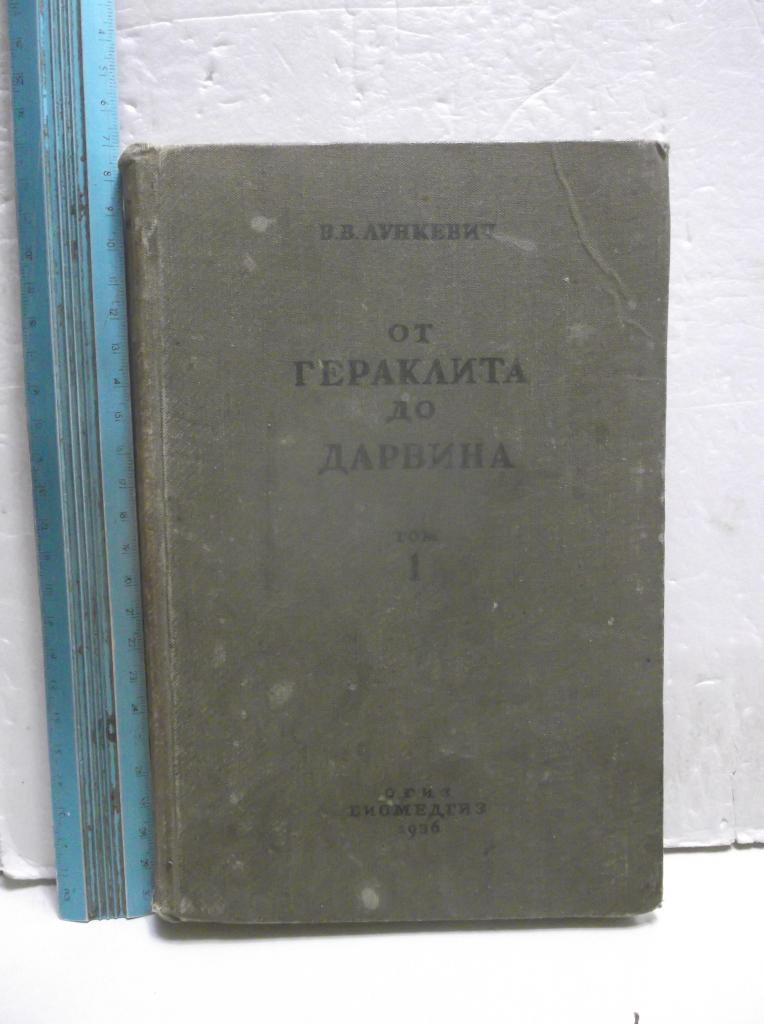 В.В. ЛУНКЕВИЧ
ОТ
ГЕРАКЛИТА
ДО
ДАРВИНА
ТОМ
1
ОГИЗ
БИОМЕДГИЗ
1936